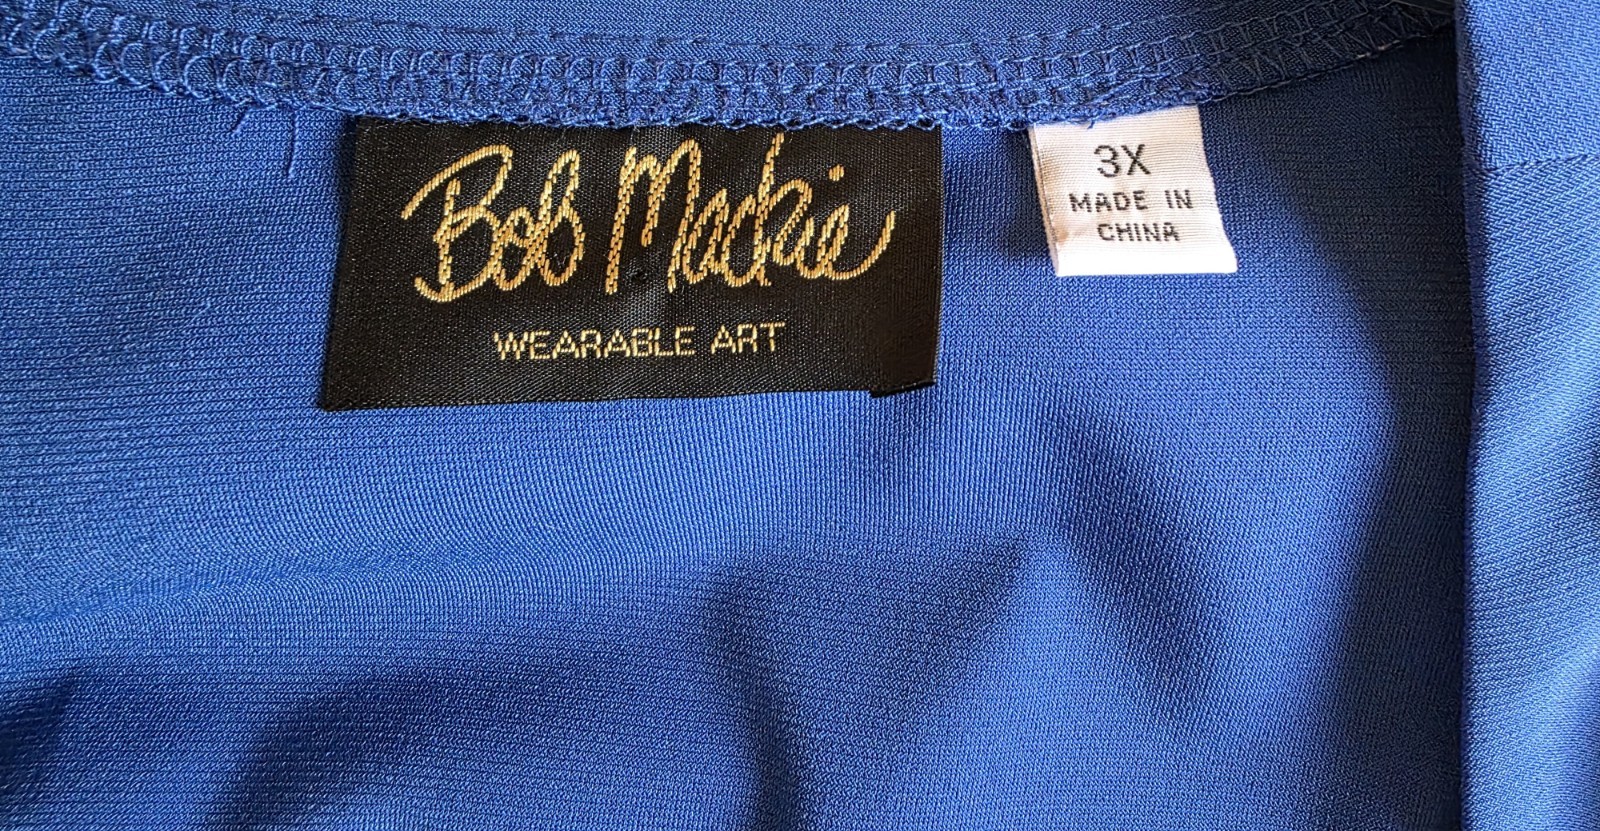 Bob Mackie
WEARABLE ART
3X
MADE IN
CHINA